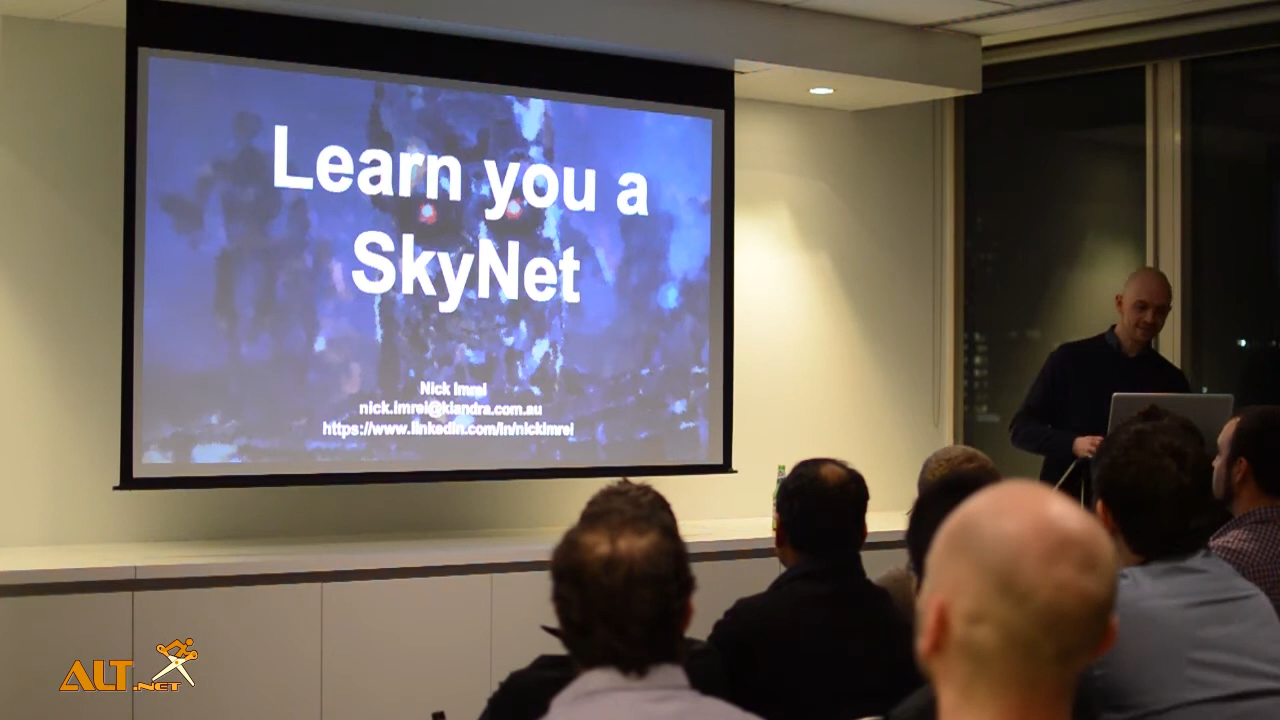 Learn you a
SkyNet
Nick Imrei
nick.imrei@kiandra.com.au
https://www.linkedin.com/in/nickimrei
ALT.NET